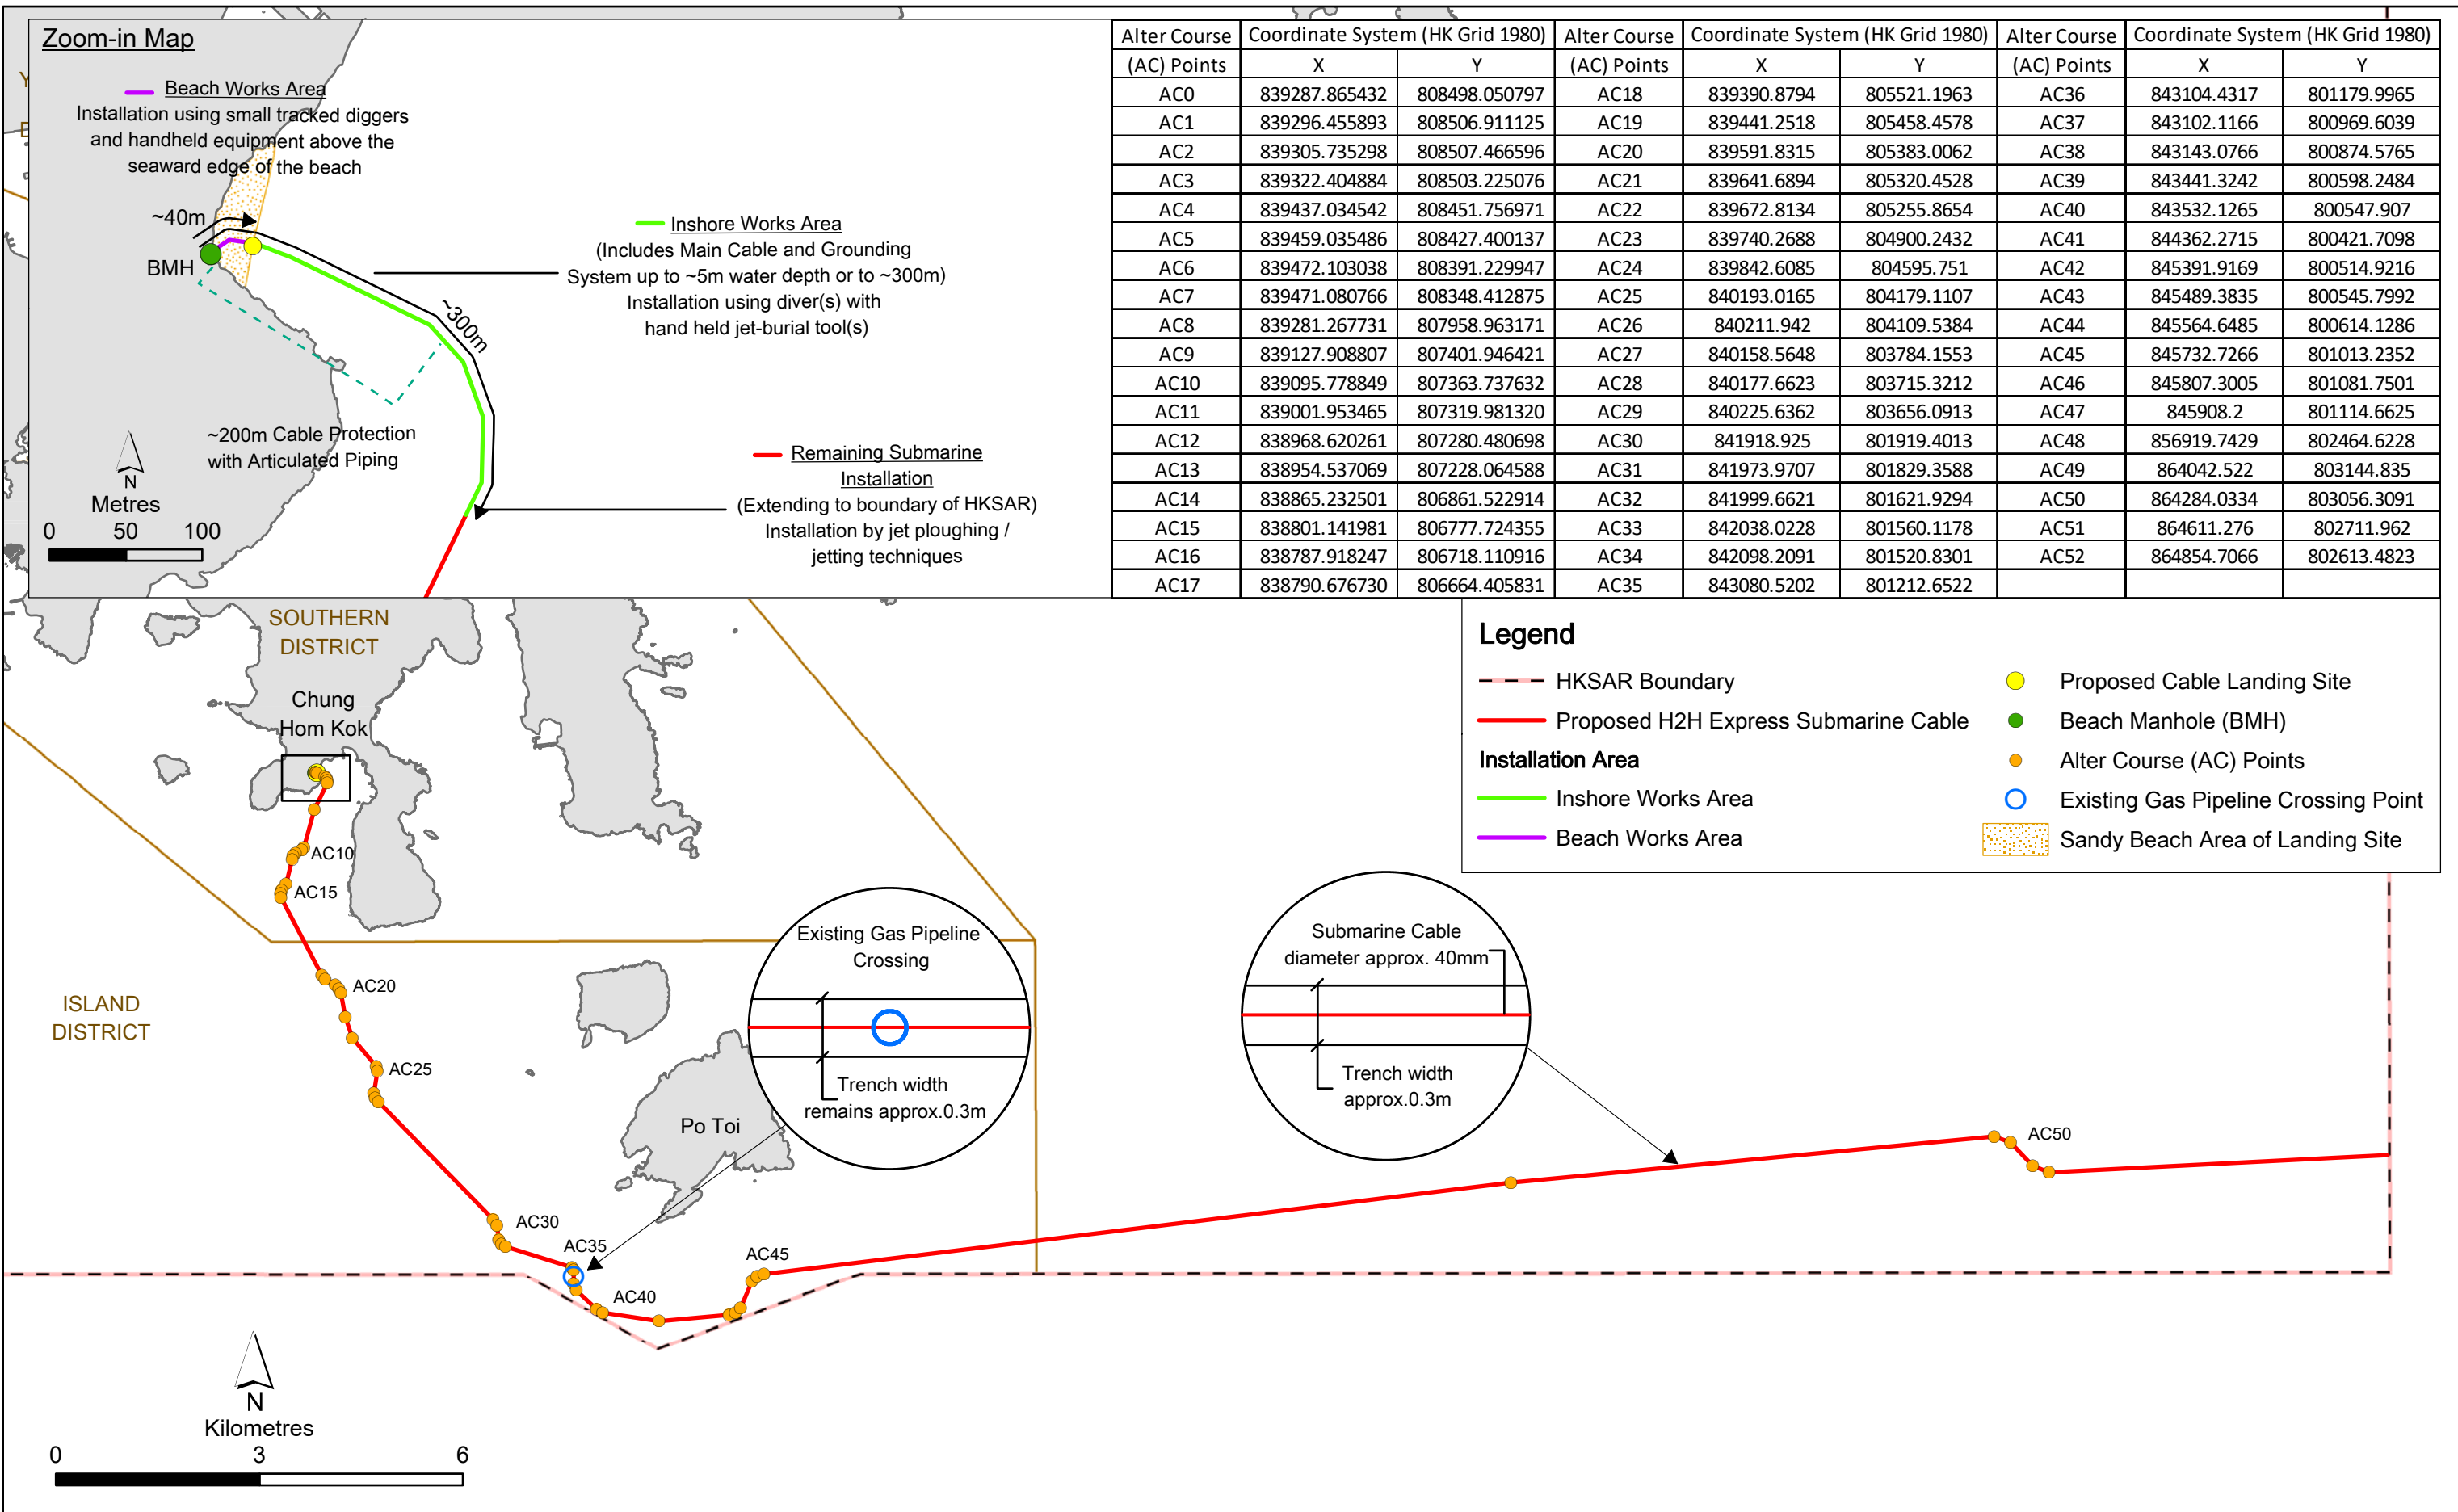 Zoom-in Map
Beach Works Area
Installation using small tracked diggers
and handheld equipment above the
seaward edge of the beach
~40m
BMH
Inshore Works Area
(Includes Main Cable and Grounding
System up to ~5m water depth or to ~300m)
Installation using diver(s) with
hand held jet-burial tool(s)
~300m
~200m Cable Protection
with Articulated Piping
Remaining Submarine
Installation
(Extending to boundary of HKSAR)
Installation by jet ploughing /
jetting techniques
N
Metres
0 50 100
Alter Course Coordinate System (HK Grid 1980) Alter Course Coordinate System (HK Grid 1980) Alter Course Coordinate System (HK Grid 1980)
(AC) Points X Y (AC) Points X Y (AC) Points X Y
AC0 839287.865432 808498.050797 AC18 839390.8794 805521.1963 AC36 843104.4317 801179.9965
AC1 839296.455893 808506.911125 AC19 839441.2518 805458.4578 AC37 843102.1166 800969.6039
AC2 839305.735298 808507.466596 AC20 839591.8315 805383.0062 AC38 843143.0766 800874.5765
AC3 839322.404884 808503.225076 AC21 839641.6894 805320.4528 AC39 843441.3242 800598.2484
AC4 839437.034542 808451.756971 AC22 839672.8134 805255.8654 AC40 843532.1265 800547.907
AC5 839459.035486 808427.400137 AC23 839740.2688 804900.2432 AC41 844362.2715 800421.7098
AC6 839472.103038 808391.229947 AC24 839842.6085 804595.751 AC42 845391.9169 800514.9216
AC7 839471.080766 808348.412875 AC25 840193.0165 804179.1107 AC43 845489.3835 800545.7992
AC8 839281.267731 807958.963171 AC26 840211.942 804109.5384 AC44 845564.6485 800614.1286
AC9 839127.908807 807401.946421 AC27 840158.5648 803784.1553 AC45 845732.7266 801013.2352
AC10 839095.778849 807363.737632 AC28 840177.6623 803715.3212 AC46 845807.3005 801081.7501
AC11 839001.953465 807319.981320 AC29 840225.6362 803656.0913 AC47 845908.2 801114.6625
AC12 838968.620261 807280.480698 AC30 841918.925 801919.4013 AC48 856919.7429 802464.6228
AC13 838954.537069 807228.064588 AC31 841973.9707 801829.3588 AC49 864042.522 803144.835
AC14 838865.232501 806861.522914 AC32 841999.6621 801621.9294 AC50 864284.0334 803056.3091
AC15 838801.141981 806777.724355 AC33 842038.0228 801560.1178 AC51 864611.276 802711.962
AC16 838787.918247 806718.110916 AC34 842098.2091 801520.8301 AC52 864854.7066 802613.4823
AC17 838790.676730 806664.405831 AC35 843080.5202 801212.6522
Legend
HKSAR Boundary
Proposed H2H Express Submarine Cable
Installation Area
Inshore Works Area
Beach Works Area
Proposed Cable Landing Site
Beach Manhole (BMH)
Alter Course (AC) Points
Existing Gas Pipeline Crossing Point
Sandy Beach Area of Landing Site
SOUTHERN
DISTRICT
Chung
Hom Kok
AC10
AC15
ISLAND
DISTRICT
AC20
AC25
AC30
AC35
AC40
AC45
AC50
Po Toi
Existing Gas Pipeline
Crossing
Trench width
remains approx.0.3m
Submarine Cable
diameter approx. 40mm
Trench width
approx.0.3m
N
Kilometres
0 3 6